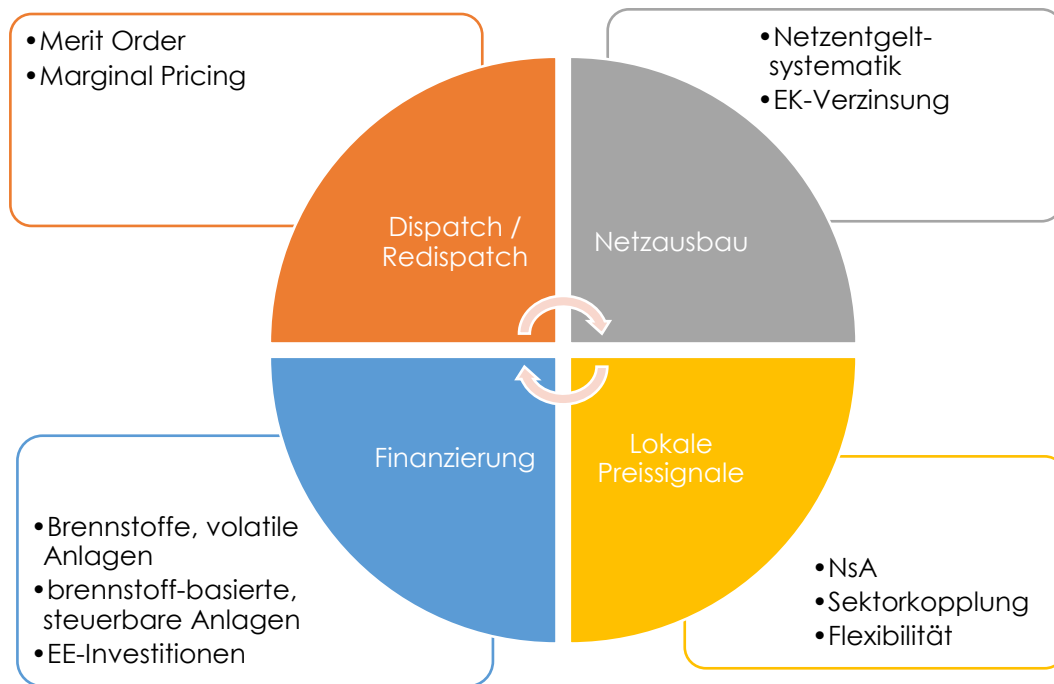 •Merit Order
•Marginal Pricing
•Netzentgelt-
systematik
•EK-Verzinsung
Dispatch /
Redispatch
Netzausbau
Finanzierung
Lokale
Preissignale
•Brennstoffe, volatile
Anlagen
•brennstoff-basierte,
steuerbare Anlagen
•EE-Investitionen
•NsA
•Sektorkopplung
•Flexibilität